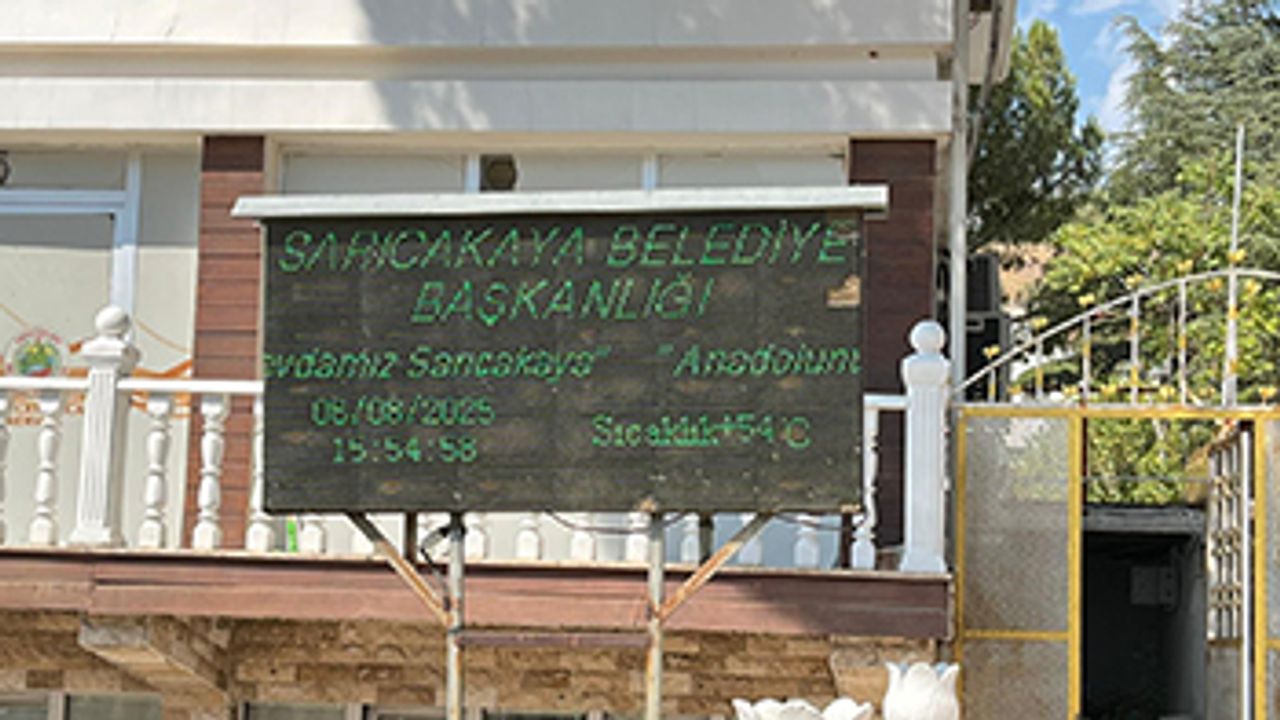 SARICAKAYA BELEDİYE
BAŞKANLIĞI
evdamız Sarıcakaya" "Anadolunu
08/08/2025
15:54:58
Sıcaklık+54°C